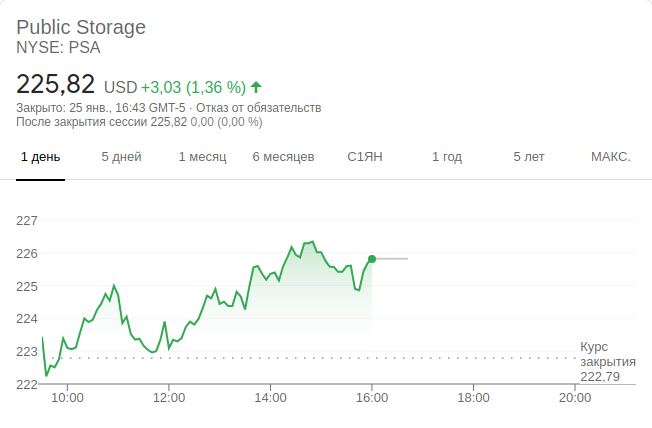 Public Storage
NYSE: PSA
225,82 USD +3,03 (1,36 %)
Закрыто: 25 янв., 16:43 GMT-5 · Отказ от обязательств
После закрытия сессии 225,82 0,00 (0,00 %)
1 день 5 дней 1 месяц 6 месяцев С1ЯН 1 год 5 лет МАКС.
227
226
225
224
223
222
Курс
закрытия
222,79
10:00 12:00 14:00 16:00 18:00 20:00